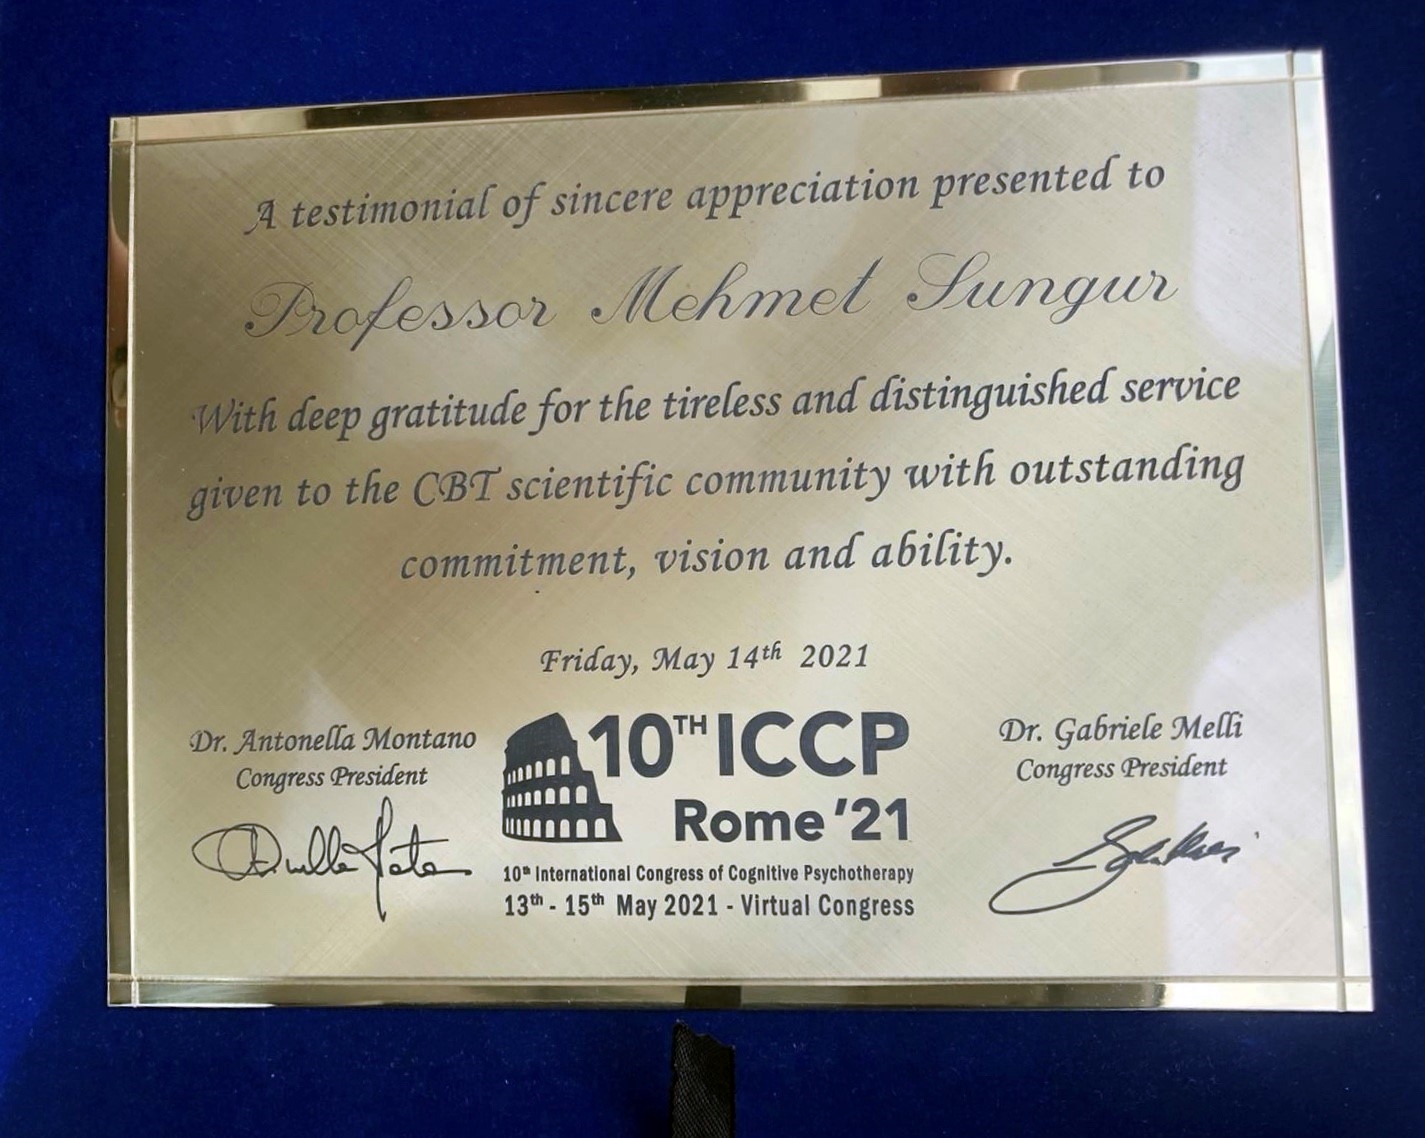 A testimonial of sincere appreciation presented to
Professor Mehmet Sungur
With deep gratitude for the tireless and distinguished service
given to the CBT scientific community with outstanding
commitment, vision and ability.
Friday, May 14th 2021
Dr. Antonella Montano
Congress President
10TH ICCP
Rome '21
10th International Congress of Cognitive Psychotherapy
13th - 15th May 2021 - Virtual Congress
Dr. Gabriele Melli
Congress President